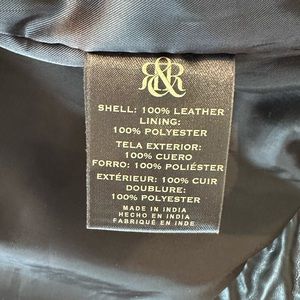 R&R
SHELL: 100% LEATHER
LINING:
100% POLYESTER
TELA EXTERIOR:
100% CUERO
FORRO: 100% POLIÉSTER
EXTÉRIEUR: 100% CUIR
DOUBLURE:
100% POLYESTER
MADE IN INDIA
HECHO EN INDIA
FABRIQUÉ EN INDE